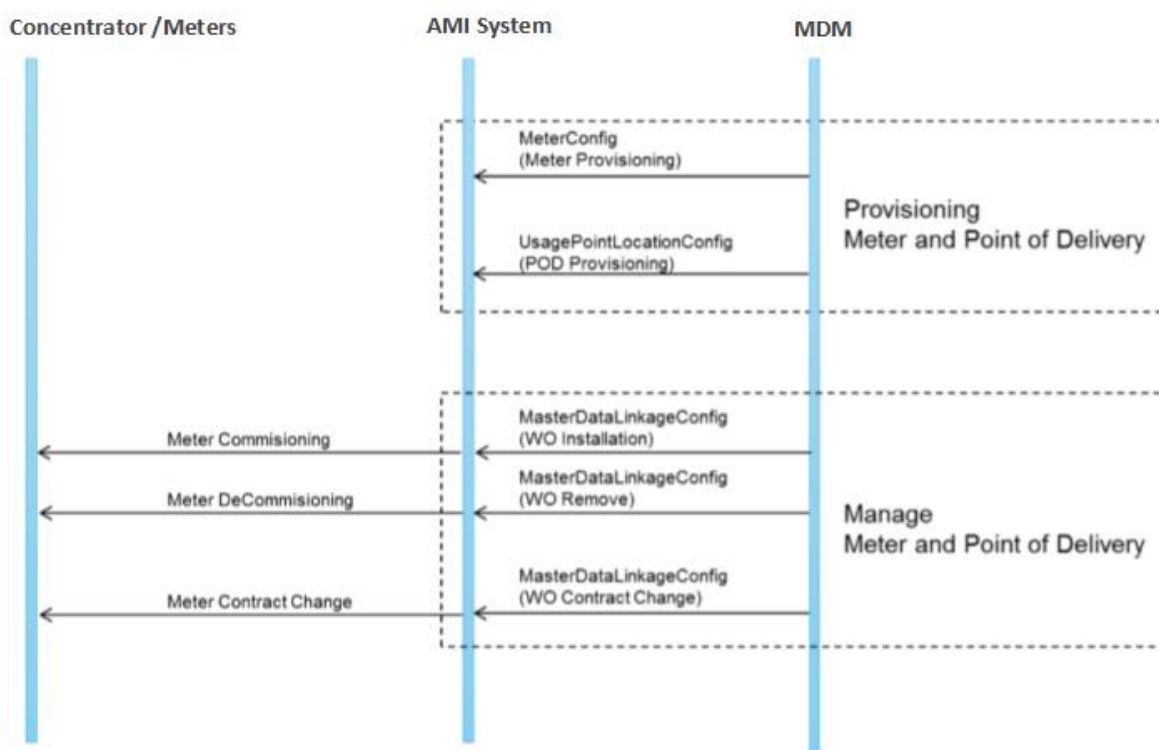 Concentrator /Meters
AMI System
MDM
MeterConfig
(Meter Provisioning)
UsagePointLocationConfig
(POD Provisioning)
Provisioning
Meter and Point of Delivery
MasterDataLinkageConfig
(WO Installation)
Meter Commisioning
MasterDataLinkageConfig
(WO Remove)
Meter DeCommisioning
Manage
Meter and Point of Delivery
MasterDataLinkageConfig
(WO Contract Change)
Meter Contract Change